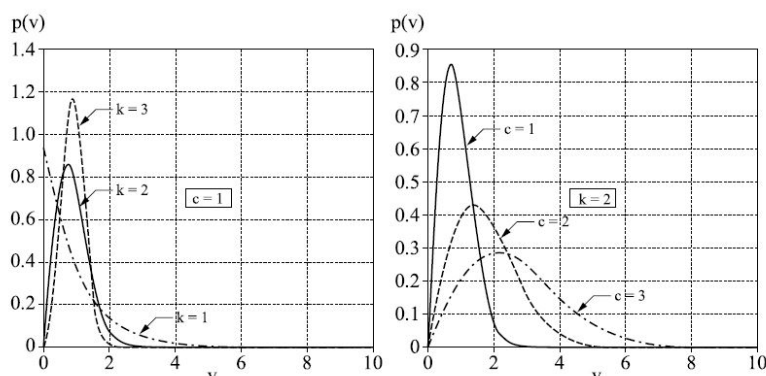 p(v)
1.4
1.2
1.0
0.8
0.6
0.4
0.2
0
0
2
4
6
8
10
v
k = 3
k = 2
c = 1
k = 1
p(v)
0.9
0.8
0.7
0.6
0.5
0.4
0.3
0.2
0.1
0
0
2
4
6
8
10
v
c = 1
k = 2
c = 2
c = 3